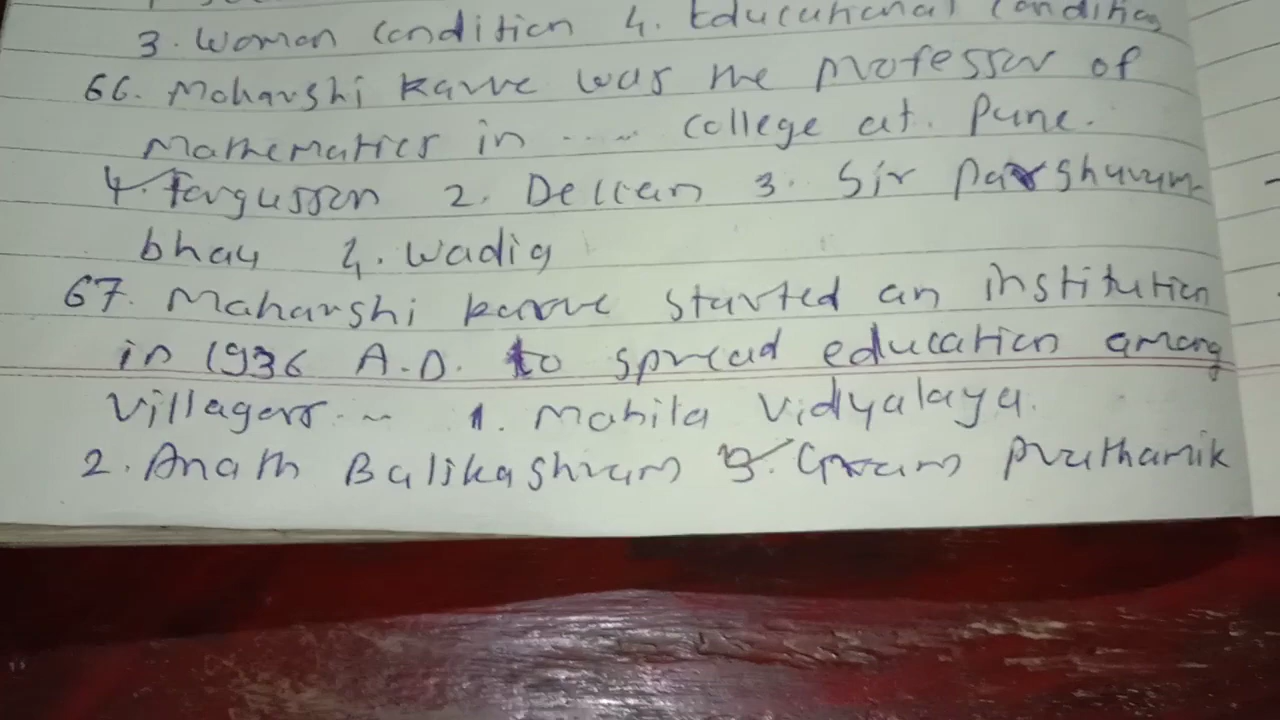 3. Woman Condition 4. Educational Condition
66. Maharshi Karve was the professor of
Mathematics in ..... College at. Pune.
1. Fergusson 2. Deccan 3. Sir Parshuram
bhau 4. Wadia
67. Maharshi Karve started an institution
in 1936 A.D. to spread education among
Villagers... 1. Mahila Vidyalaya.
2. Anath Balikashram 3. Gram Prathamik